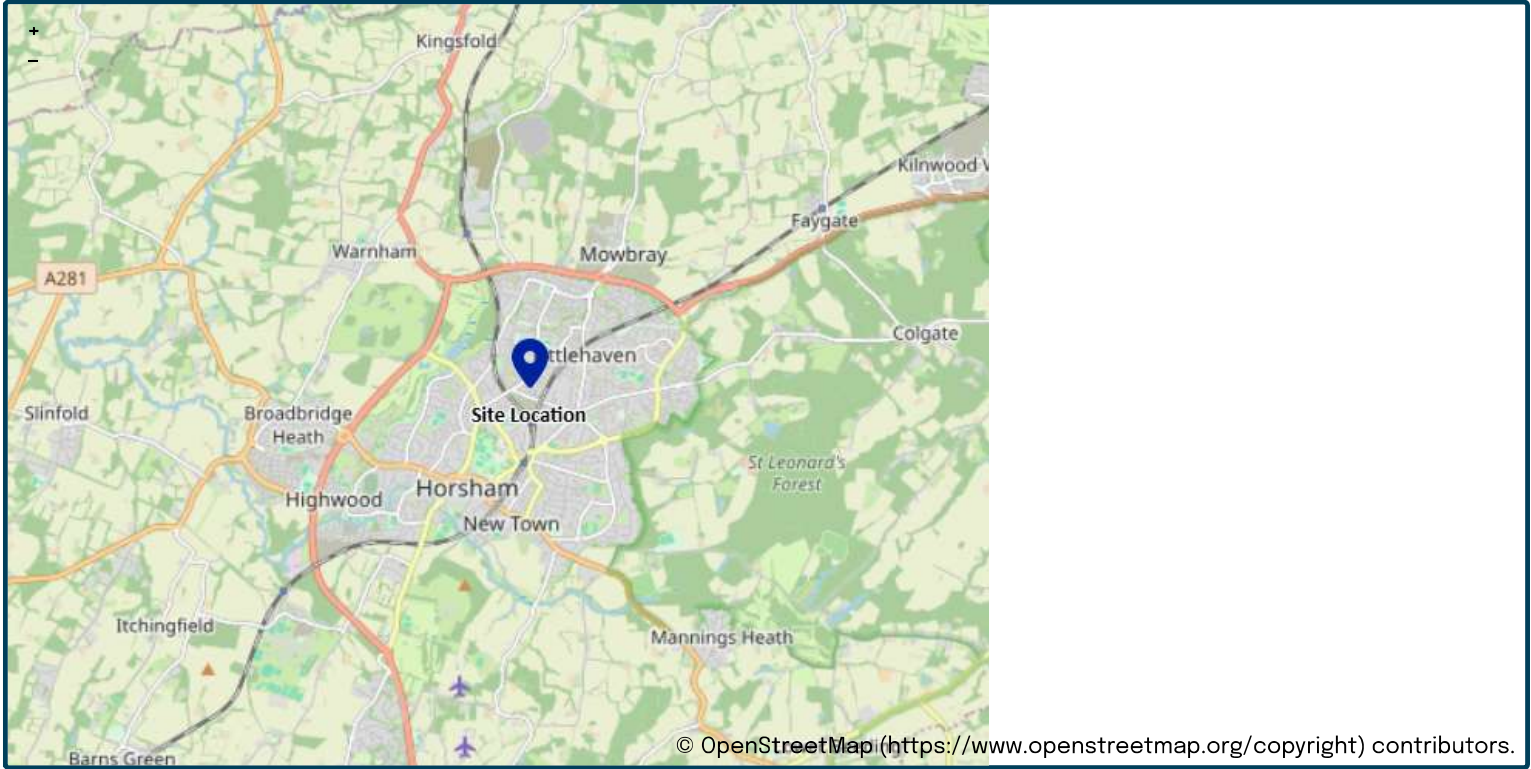 +
−
Kingsfold
Kilnwood V
Faygate
Warnham
Mowbray
A281
Colgate
ttlehaven
Slinfold
Broadbridge
Heath
Site Location
St Leonard's
Forest
Highwood
Horsham
New Town
Itchingfield
Mannings Heath
Barns Green
© OpenStreetMap (https://www.openstreetmap.org/copyright) contributors.